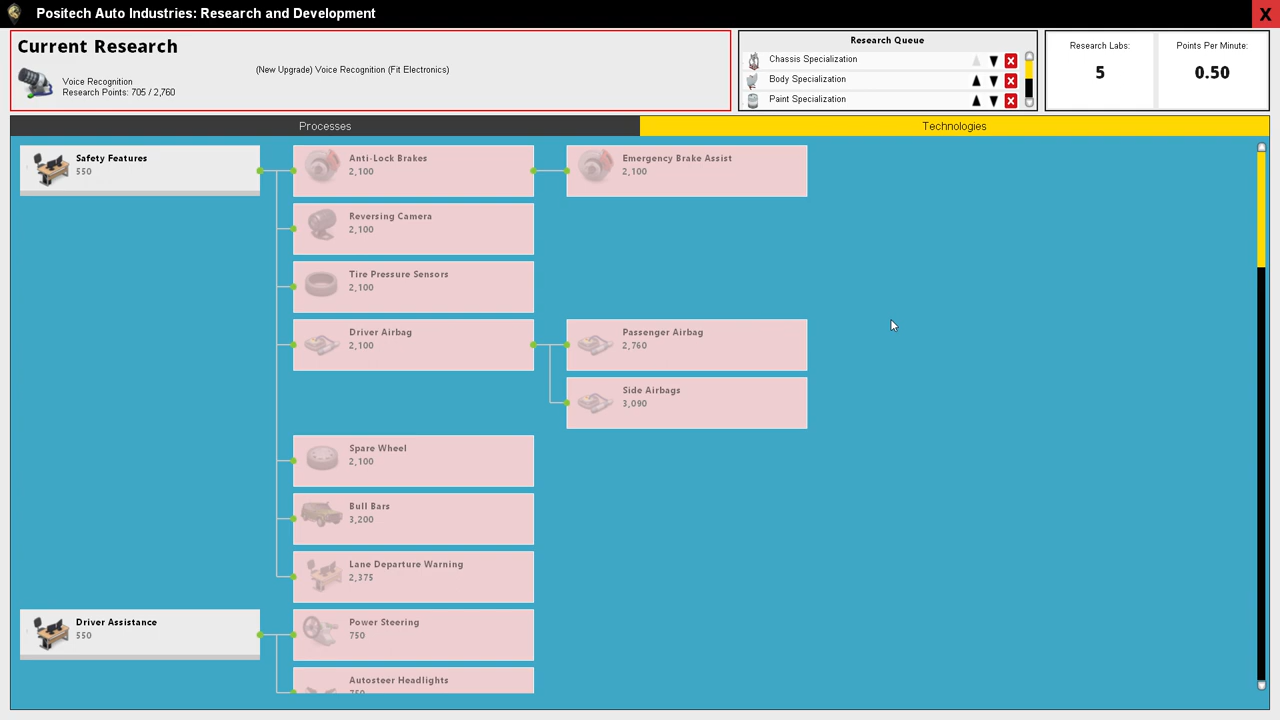 Positech Auto Industries: Research and Development
X
Current Research
Voice Recognition
Research Points: 705 / 2,760
(New Upgrade) Voice Recognition (Fit Electronics)
Research Queue
Chassis Specialization
Body Specialization
Paint Specialization
Research Labs:
5
Points Per Minute:
0.50
Processes
Technologies
Safety Features
550
Anti-Lock Brakes
2,100
Emergency Brake Assist
2,100
Reversing Camera
2,100
Tire Pressure Sensors
2,100
Driver Airbag
2,100
Passenger Airbag
2,760
Side Airbags
3,090
Spare Wheel
2,100
Bull Bars
3,200
Lane Departure Warning
2,375
Driver Assistance
550
Power Steering
750
Autosteer Headlights
750